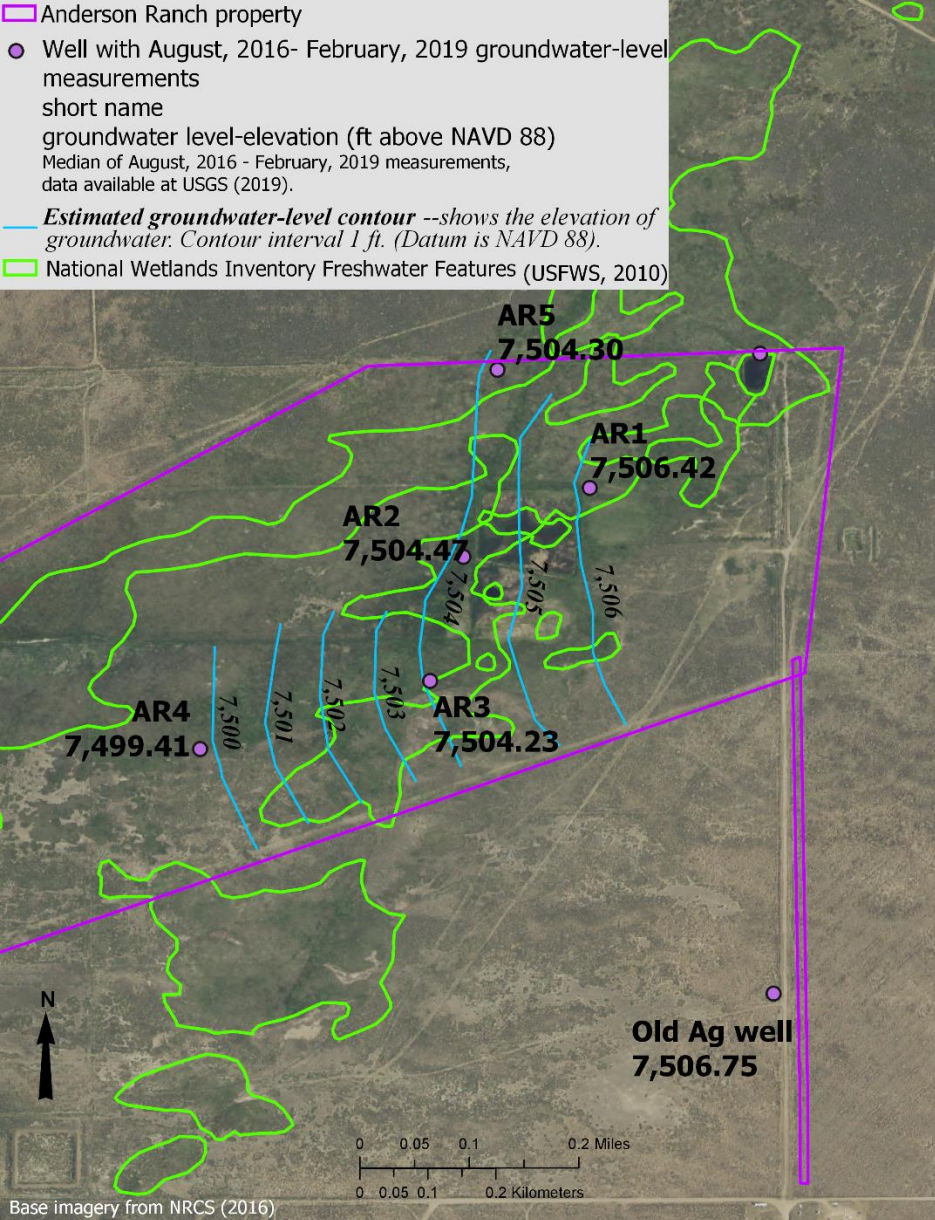 Anderson Ranch property
Well with August, 2016- February, 2019 groundwater-level
measurements
short name
groundwater level-elevation (ft above NAVD 88)
Median of August, 2016 - February, 2019 measurements,
data available at USGS (2019).
Estimated groundwater-level contour --shows the elevation of
groundwater. Contour interval 1 ft. (Datum is NAVD 88).
National Wetlands Inventory Freshwater Features (USFWS, 2010)
AR5
7,504.30
AR1
7,506.42
AR2
7,504.47
7,504
7,505
7,506
AR4
7,499.41
7,500
7,501
7,502
7,503
AR3
7,504.23
N
Old Ag well
7,506.75
0 0.05 0.1 0.2 Miles
0 0.05 0.1 0.2 Kilometers
Base imagery from NRCS (2016)